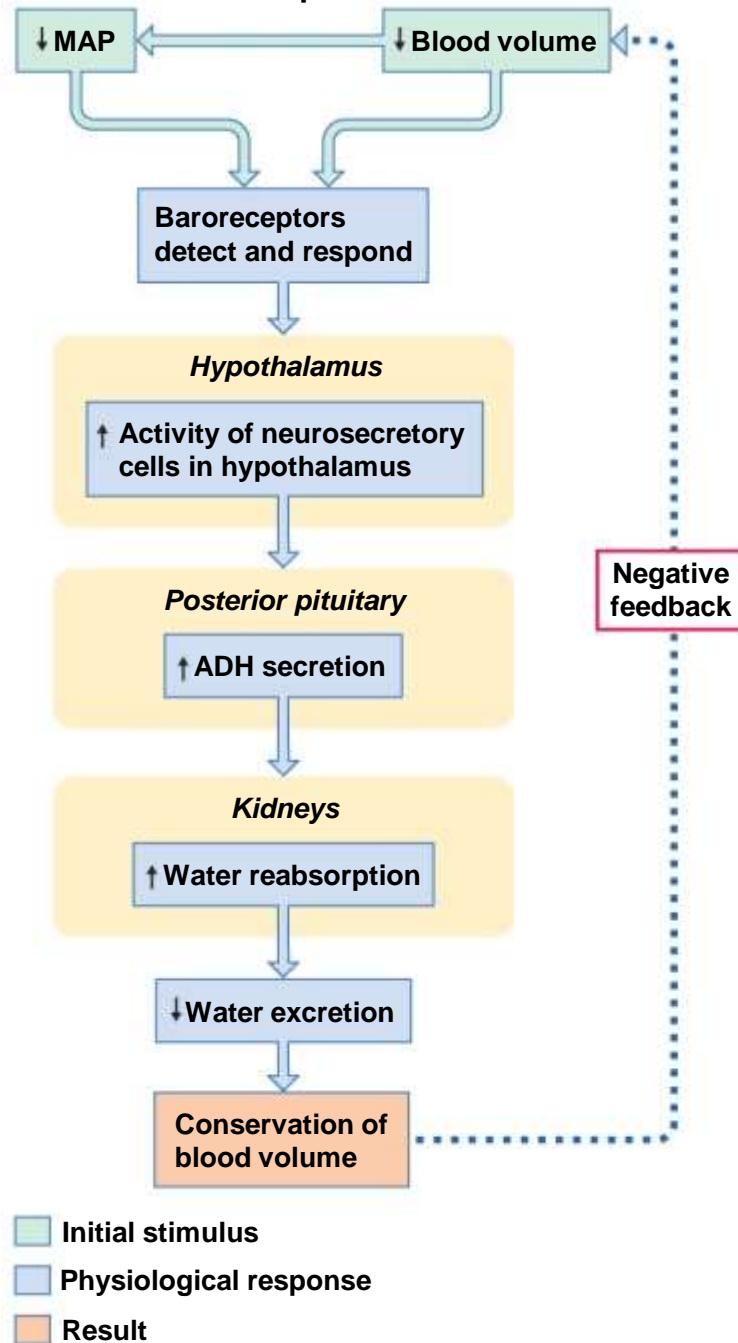 ↓ MAP
↓ Blood volume
Baroreceptors
detect and respond
Hypothalamus
↑ Activity of neurosecretory
cells in hypothalamus
Negative
feedback
Posterior pituitary
↑ ADH secretion
Kidneys
↑ Water reabsorption
↓ Water excretion
Conservation of
blood volume
Initial stimulus
Physiological response
Result